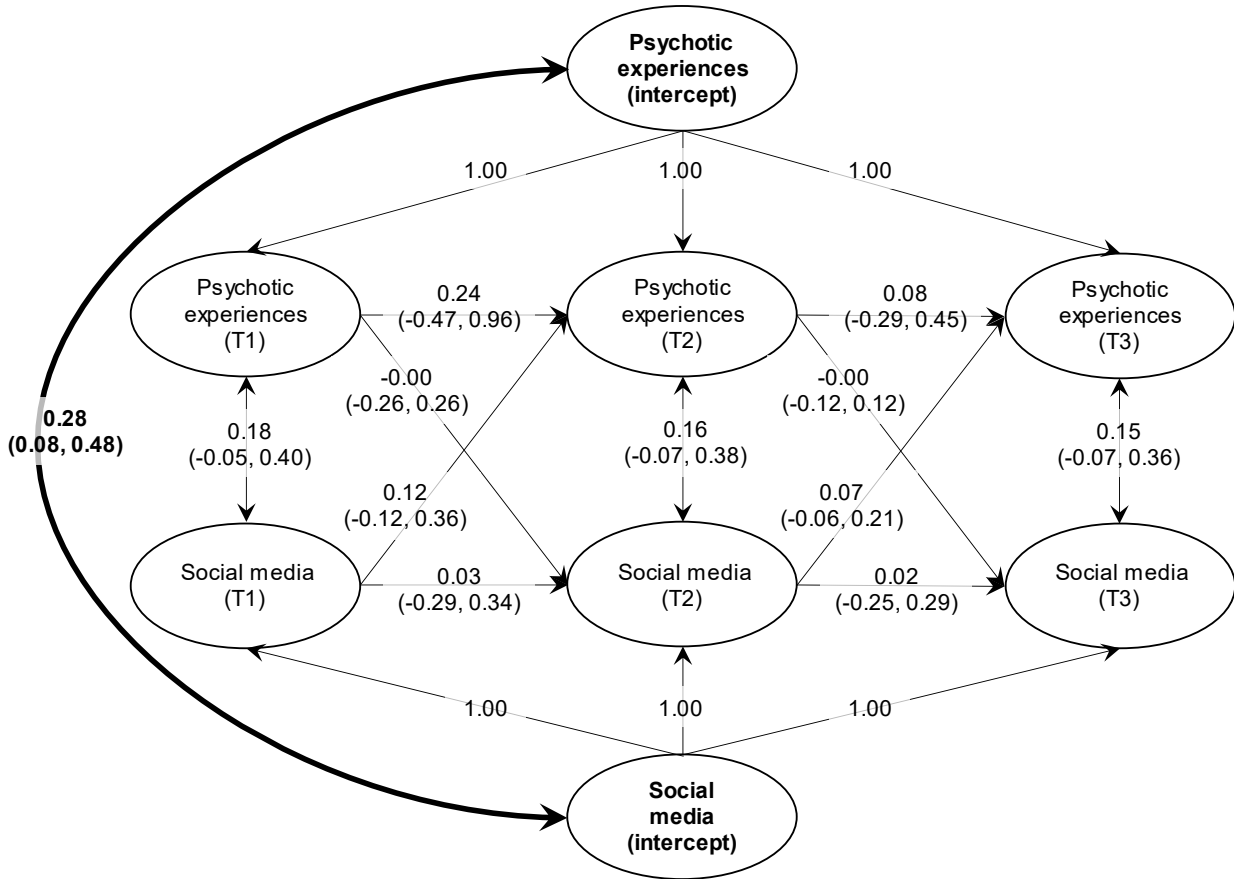 Psychotic
experiences
(intercept)
1.00
1.00
1.00
Psychotic
experiences
(T1)
0.24
(-0.47, 0.96)
Psychotic
experiences
(T2)
0.08
(-0.29, 0.45)
Psychotic
experiences
(T3)
-0.00
(-0.26, 0.26)
-0.00
(-0.12, 0.12)
0.28
(0.08, 0.48)
0.18
(-0.05, 0.40)
0.16
(-0.07, 0.38)
0.15
(-0.07, 0.36)
0.12
(-0.12, 0.36)
0.07
(-0.06, 0.21)
Social media
(T1)
0.03
(-0.29, 0.34)
Social media
(T2)
0.02
(-0.25, 0.29)
Social media
(T3)
1.00
1.00
1.00
Social
media
(intercept)